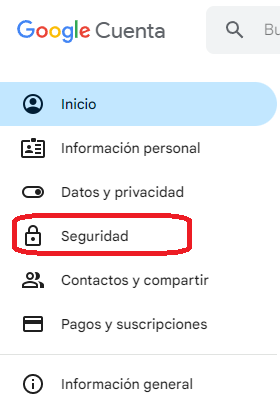 Google Cuenta
Inicio
Información personal
Datos y privacidad
Seguridad
Contactos y compartir
Pagos y suscripciones
Información general